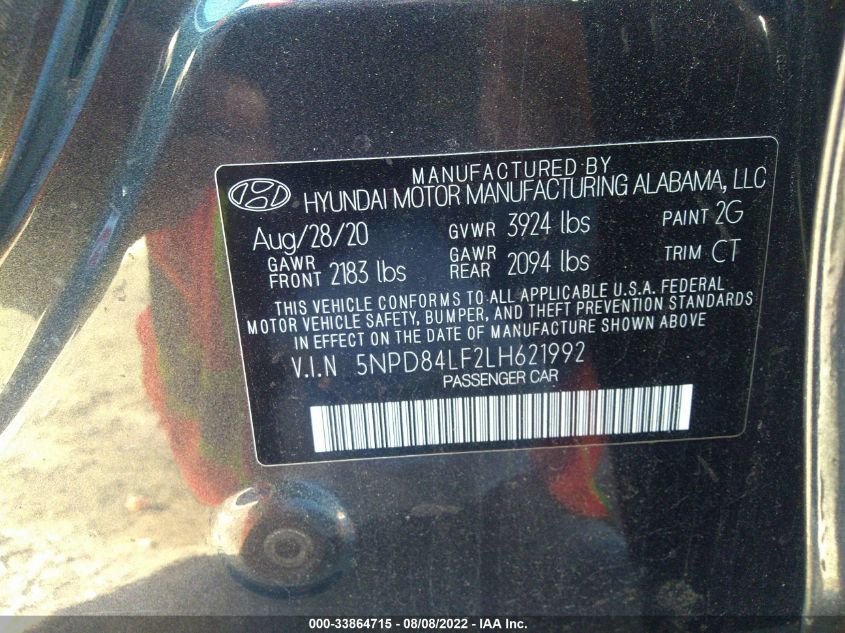 MANUFACTURED BY
HYUNDAI MOTOR MANUFACTURING ALABAMA, LLC
Aug/28/20 GVWR 3924 lbs PAINT 2G
GAWR FRONT 2183 lbs GAWR REAR 2094 lbs TRIM CT
THIS VEHICLE CONFORMS TO ALL APPLICABLE U.S.A. FEDERAL
MOTOR VEHICLE SAFETY, BUMPER, AND THEFT PREVENTION STANDARDS
IN EFFECT ON THE DATE OF MANUFACTURE SHOWN ABOVE
V.I.N 5NPD84LF2LH621992
PASSENGER CAR
000-33864715 - 08/08/2022 - IAA Inc.